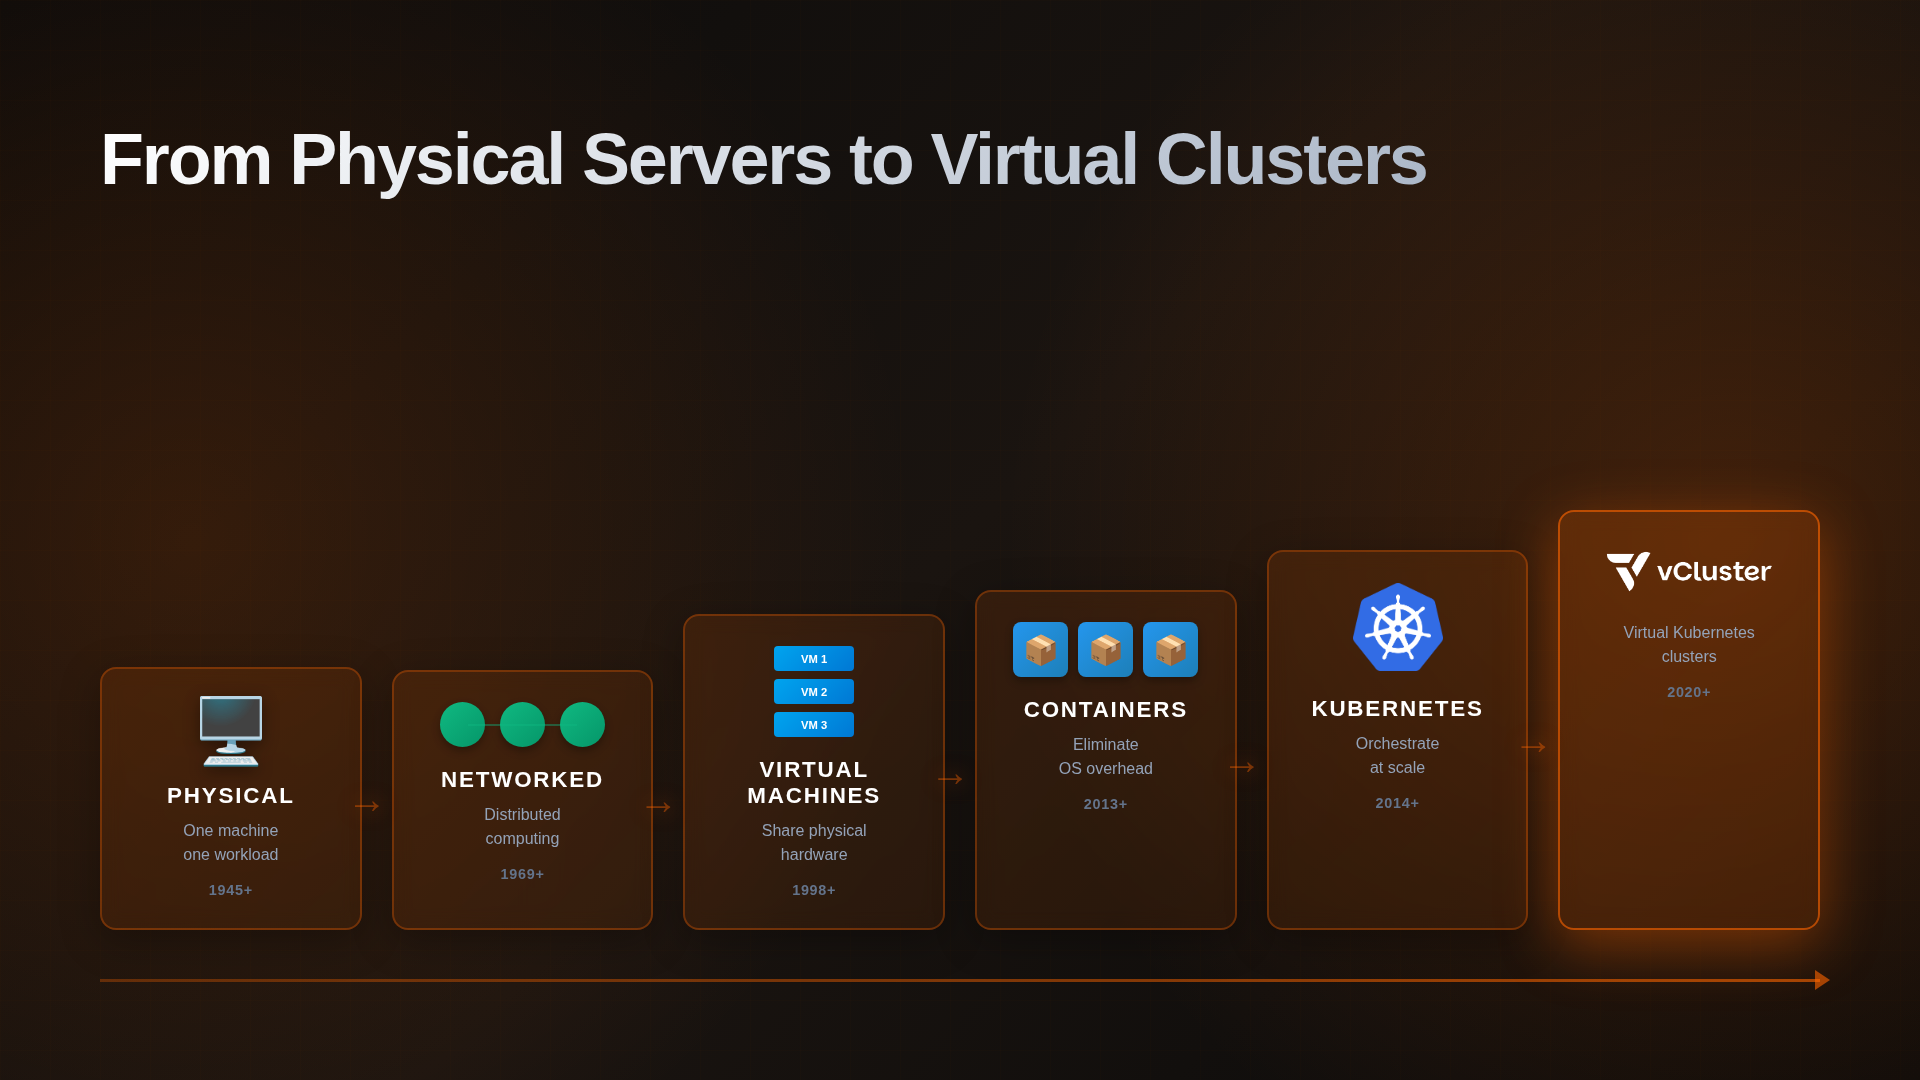 From Physical Servers to Virtual Clusters
PHYSICAL
One machine
one workload
1945+
→
NETWORKED
Distributed
computing
1969+
→
VM 1
VM 2
VM 3
VIRTUAL
MACHINES
Share physical
hardware
1998+
→
CONTAINERS
Eliminate
OS overhead
2013+
→
KUBERNETES
Orchestrate
at scale
2014+
→
vCluster
Virtual Kubernetes
clusters
2020+